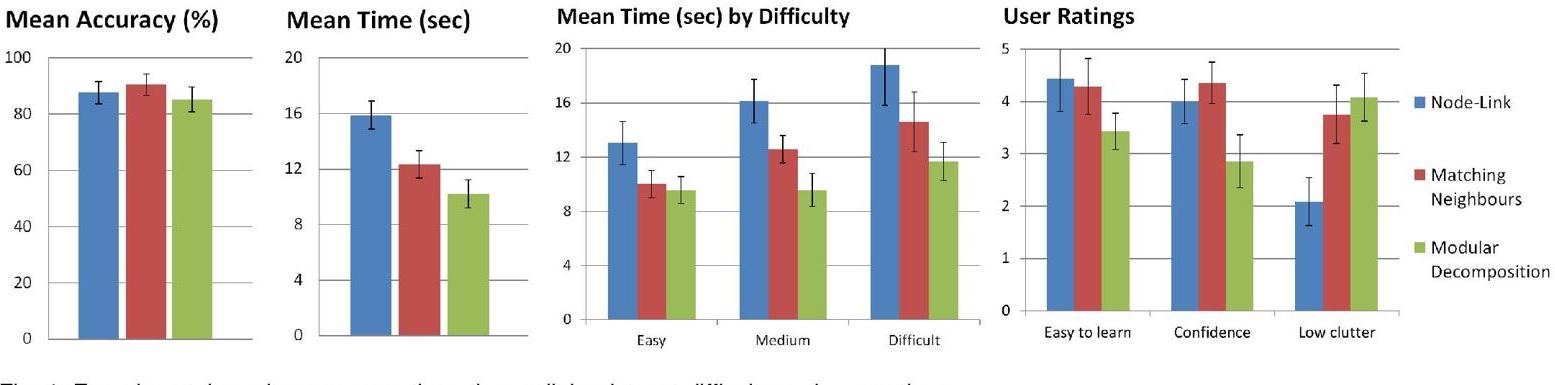 Mean Accuracy (%)
100
80
60
40
20
0
Mean Time (sec)
20
16
12
8
4
0
Mean Time (sec) by Difficulty
20
16
12
8
4
0
Easy Medium Difficult
User Ratings
5
4
3
2
1
0
Easy to learn Confidence Low clutter
Node-Link
Matching
Neighbours
Modular
Decomposition